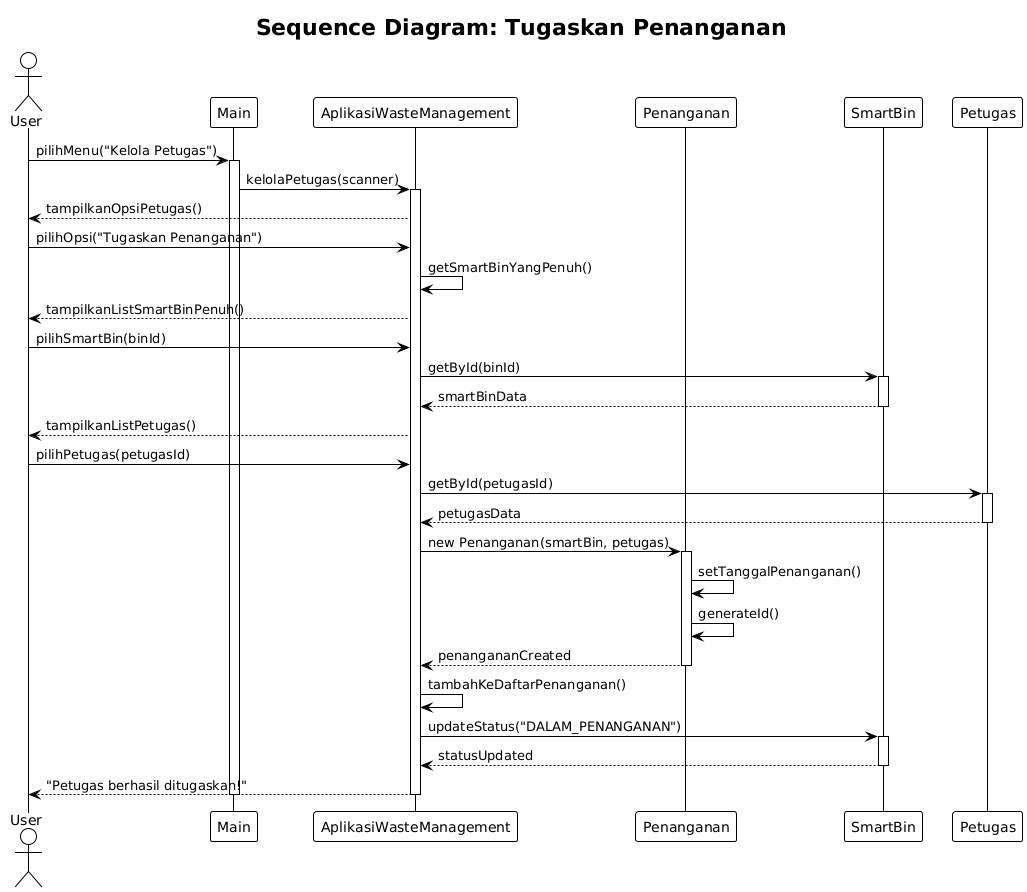 Sequence Diagram: Tugaskan Penanganan
User
Main
AplikasiWasteManagement
Penanganan
SmartBin
Petugas
pilihMenu("Kelola Petugas")
kelolaPetugas(scanner)
tampilkanOpsiPetugas()
pilihOpsi("Tugaskan Penanganan")
getSmartBinYangPenuh()
tampilkanListSmartBinPenuh()
pilihSmartBin(binId)
getById(binId)
smartBinData
tampilkanListPetugas()
pilihPetugas(petugasId)
getById(petugasId)
petugasData
new Penanganan(smartBin, petugas)
setTanggalPenanganan()
generateId()
penangananCreated
tambahKeDaftarPenanganan()
updateStatus("DALAM_PENANGANAN")
statusUpdated
"Petugas berhasil ditugaskan!"
User
Main
AplikasiWasteManagement
Penanganan
SmartBin
Petugas